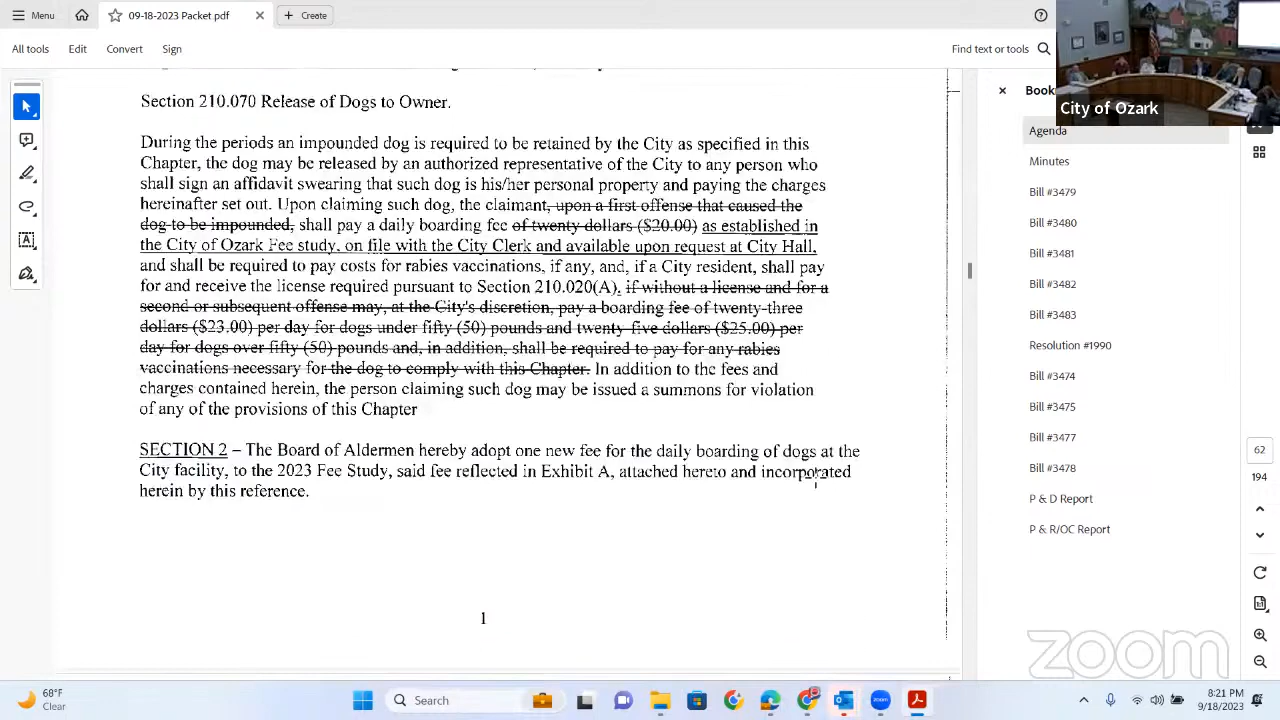 Menu
09-18-2023 Packet.pdf
Create
All tools
Edit
Convert
Sign
Find text or tools
City of Ozark
Section 210.070 Release of Dogs to Owner.
During the periods an impounded dog is required to be retained by the City as specified in this
Chapter, the dog may be released by an authorized representative of the City to any person who
shall sign an affidavit swearing that such dog is his/her personal property and paying the charges
hereinafter set out. Upon claiming such dog, the claimant, upon a first offense that caused the
dog to be impounded, shall pay a daily boarding fee of twenty dollars ($20.00) as established in
the City of Ozark Fee study, on file with the City Clerk and available upon request at City Hall,
and shall be required to pay costs for rabies vaccinations, if any, and, if a City resident, shall pay
for and receive the license required pursuant to Section 210.020(A). if without a license and for a
second or subsequent offense may, at the City's discretion, pay a boarding fee of twenty-three
dollars ($23.00) per day for dogs under fifty (50) pounds and twenty-five dollars ($25.00) per
day for dogs over fifty (50) pounds and, in addition, shall be required to pay for any rabies
vaccinations necessary for the dog to comply with this Chapter. In addition to the fees and
charges contained herein, the person claiming such dog may be issued a summons for violation
of any of the provisions of this Chapter
SECTION 2 – The Board of Aldermen hereby adopt one new fee for the daily boarding of dogs at the
City facility, to the 2023 Fee Study, said fee reflected in Exhibit A, attached hereto and incorporated
herein by this reference.
1
Book
Agenda
Minutes
Bill #3479
Bill #3480
Bill #3481
Bill #3482
Bill #3483
Resolution #1990
Bill #3474
Bill #3475
Bill #3477
Bill #3478
P & D Report
P & R/OC Report
62
194
zoom
68°F
Clear
Search
8:21 PM
9/18/2023